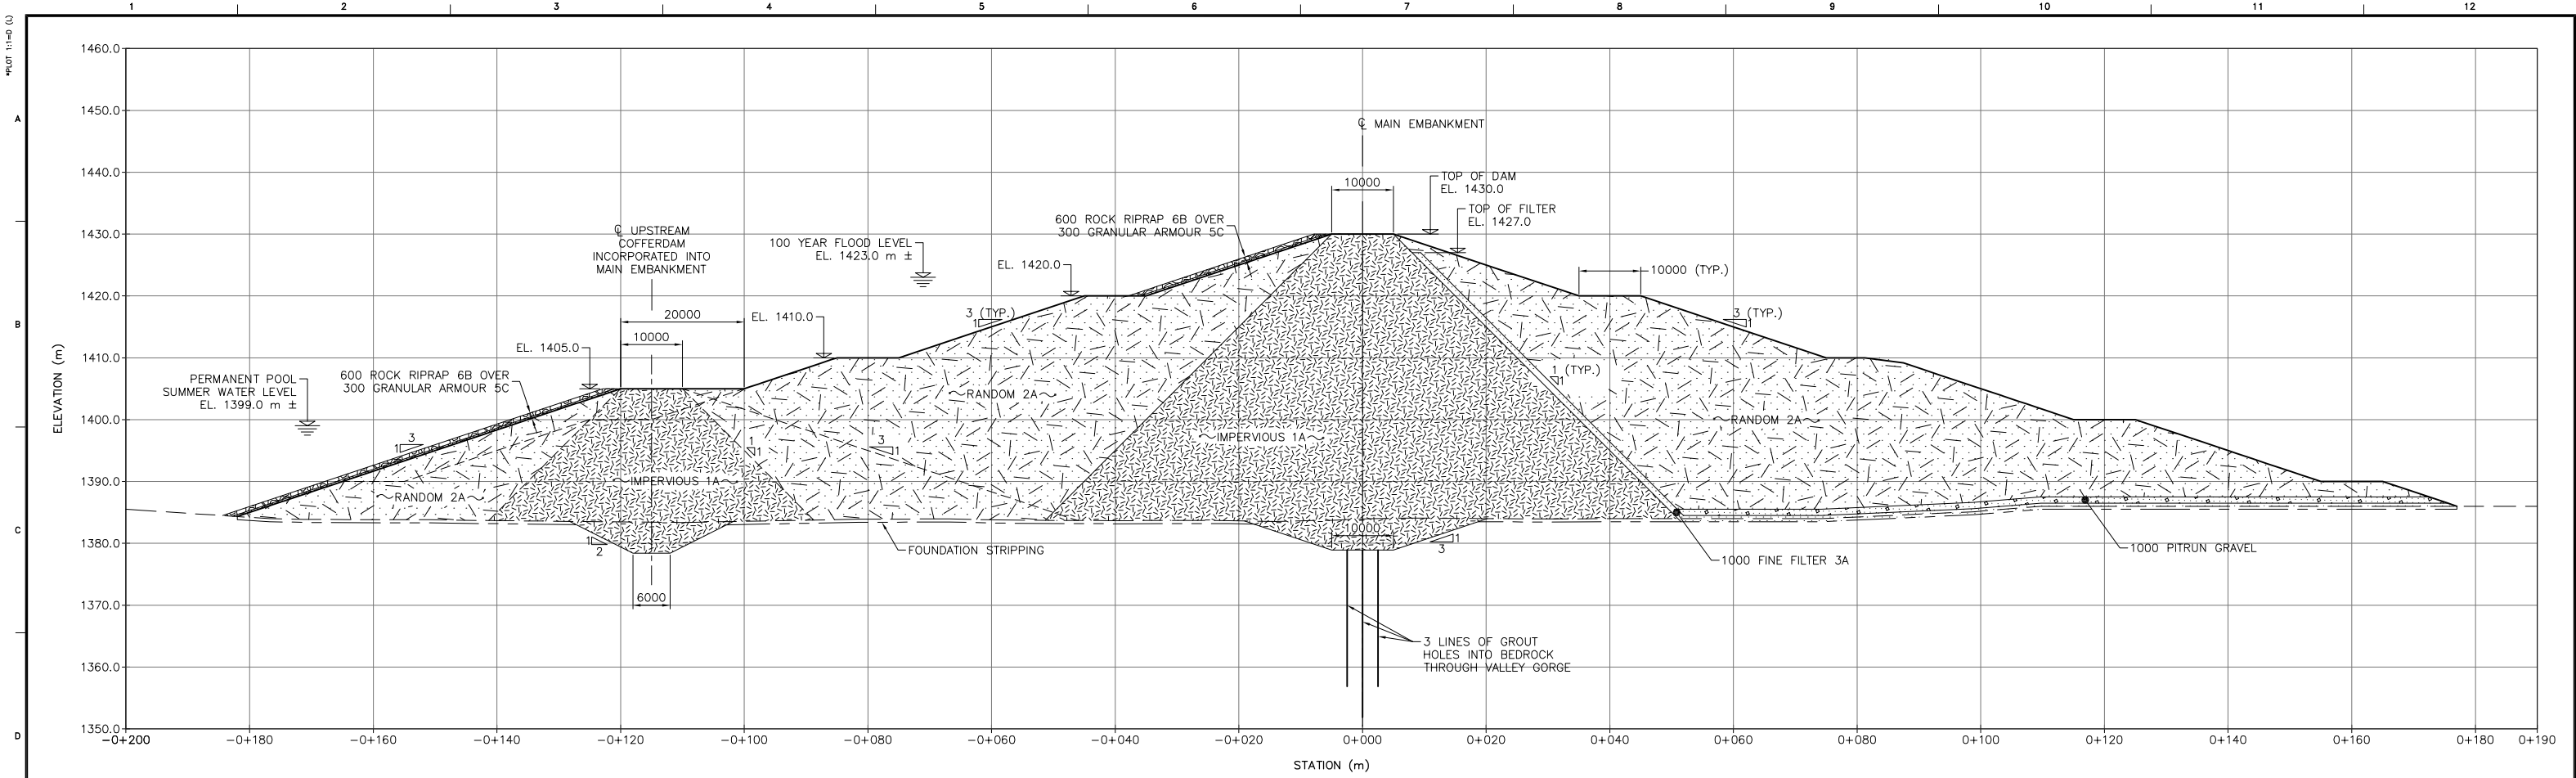 1 2 3 4 5 6 7 8 9 10 11 12
*PLOT 1:1=D (L)
A
B
C
D
1460.0
1450.0
1440.0
1430.0
1420.0
1410.0
1400.0
1390.0
1380.0
1370.0
1360.0
1350.0
ELEVATION (m)
℄ MAIN EMBANKMENT
10000
TOP OF DAM
EL. 1430.0
TOP OF FILTER
EL. 1427.0
600 ROCK RIPRAP 6B OVER
300 GRANULAR ARMOUR 5C
℄ UPSTREAM
COFFERDAM
INCORPORATED INTO
MAIN EMBANKMENT
100 YEAR FLOOD LEVEL
EL. 1423.0 m ±
EL. 1420.0
10000 (TYP.)
20000
EL. 1410.0
3 (TYP.)
1
3 (TYP.)
1
10000
EL. 1405.0
PERMANENT POOL
SUMMER WATER LEVEL
EL. 1399.0 m ±
600 ROCK RIPRAP 6B OVER
300 GRANULAR ARMOUR 5C
1 (TYP.)
1
RANDOM 2A
RANDOM 2A
IMPERVIOUS 1A
3
1
1
1
3
1
IMPERVIOUS 1A
RANDOM 2A
1
2
FOUNDATION STRIPPING
10000
1
3
1000 FINE FILTER 3A
1000 PITRUN GRAVEL
6000
3 LINES OF GROUT
HOLES INTO BEDROCK
THROUGH VALLEY GORGE
-0+200 -0+180 -0+160 -0+140 -0+120 -0+100 -0+080 -0+060 -0+040 -0+020 0+000 0+020 0+040 0+060 0+080 0+100 0+120 0+140 0+160 0+180 0+190
STATION (m)